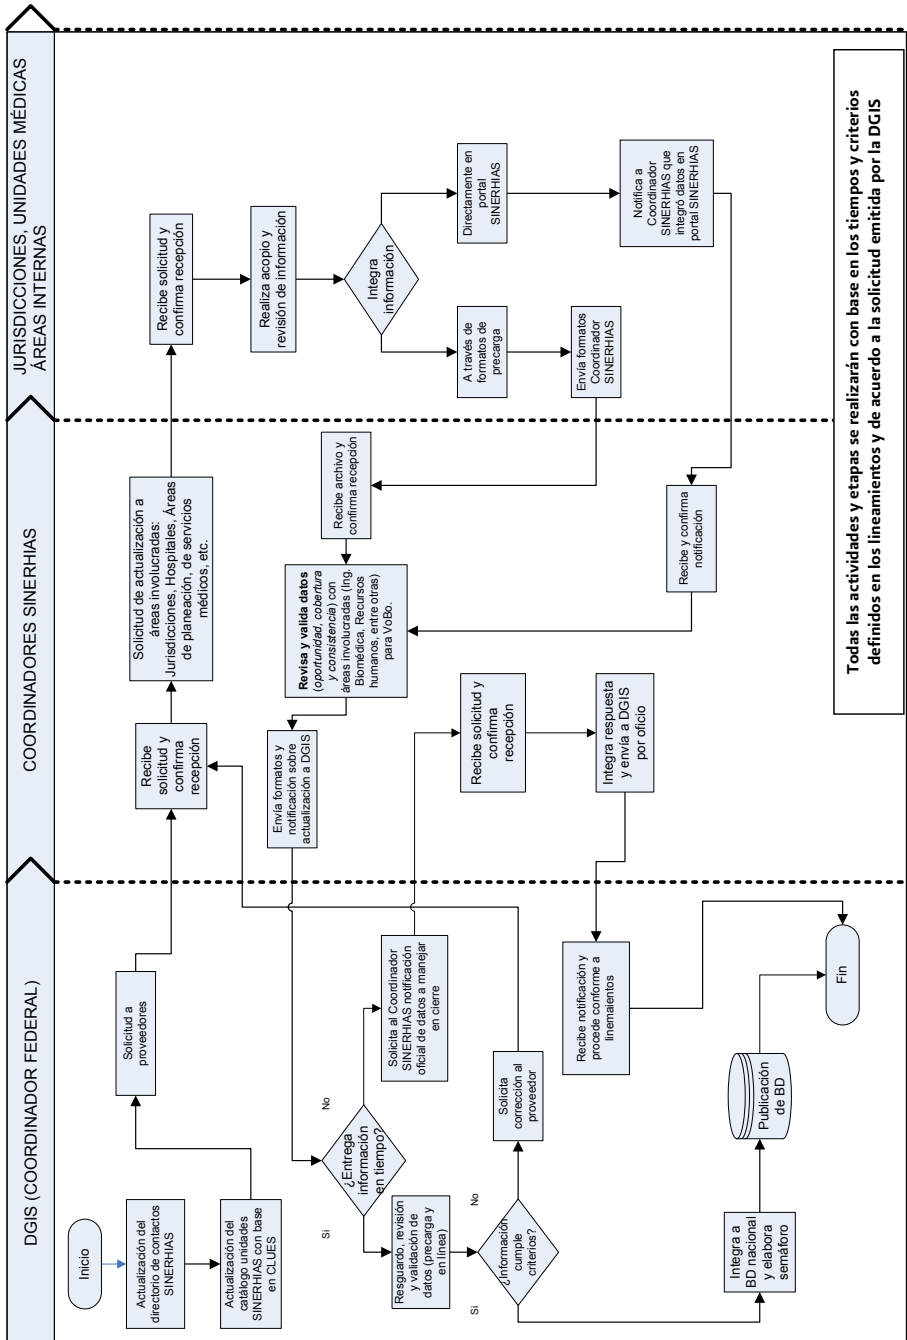 DGIS (COORDINADOR FEDERAL)
COORDINADORES SINERHIAS
JURISDICCIONES, UNIDADES MÉDICAS
ÁREAS INTERNAS
Inicio
Actualización del
directorio de contactos
SINERHIAS
Actualización del
catálogo unidades
SINERHIAS con base
en CLUES
Solicitud a
proveedores
Recibe
solicitud y
confirma
recepción
Solicitud de actualización a
áreas involucradas:
Jurisdicciones, Hospitales, Áreas
de planeación, de servicios
médicos, etc.
Recibe solicitud y
confirma recepción
Realiza acopio y
revisión de información
Integra
información
A través de
formatos de
precarga
Directamente en
portal
SINERHIAS
Envía formatos
Coordinador
SINERHIAS
Notifica a
Coordinador
SINERHIAS que
integró datos en
portal SINERHIAS
Recibe archivo y
confirma recepción
Recibe y confirma
notificación
Revisa y valida datos
(oportunidad, cobertura
y consistencia) con
áreas involucradas (Ing.
Biomédica, Recursos
humanos, entre otras)
para VoBo.
Envía formatos y
notificación sobre
actualización a DGIS
¿Entrega
información
en tiempo?
No
Si
Solicita al Coordinador
SINERHIAS notificación
oficial de datos a manejar
en cierre
Recibe solicitud y
confirma
recepción
Integra respuesta
y envía a DGIS
por oficio
Recibe notificación y
procede conforme a
linemaientos
Resguardo, revisión
y validación de
datos (precarga y
en línea)
¿Información
cumple
criterios?
No
Si
Solicita
corrección al
proveedor
Integra a
BD nacional
y elabora
semáforo
Publicación
de BD
Fin
Todas las actividades y etapas se realizarán con base en los tiempos y criterios
definidos en los lineamientos y de acuerdo a la solicitud emitida por la DGIS